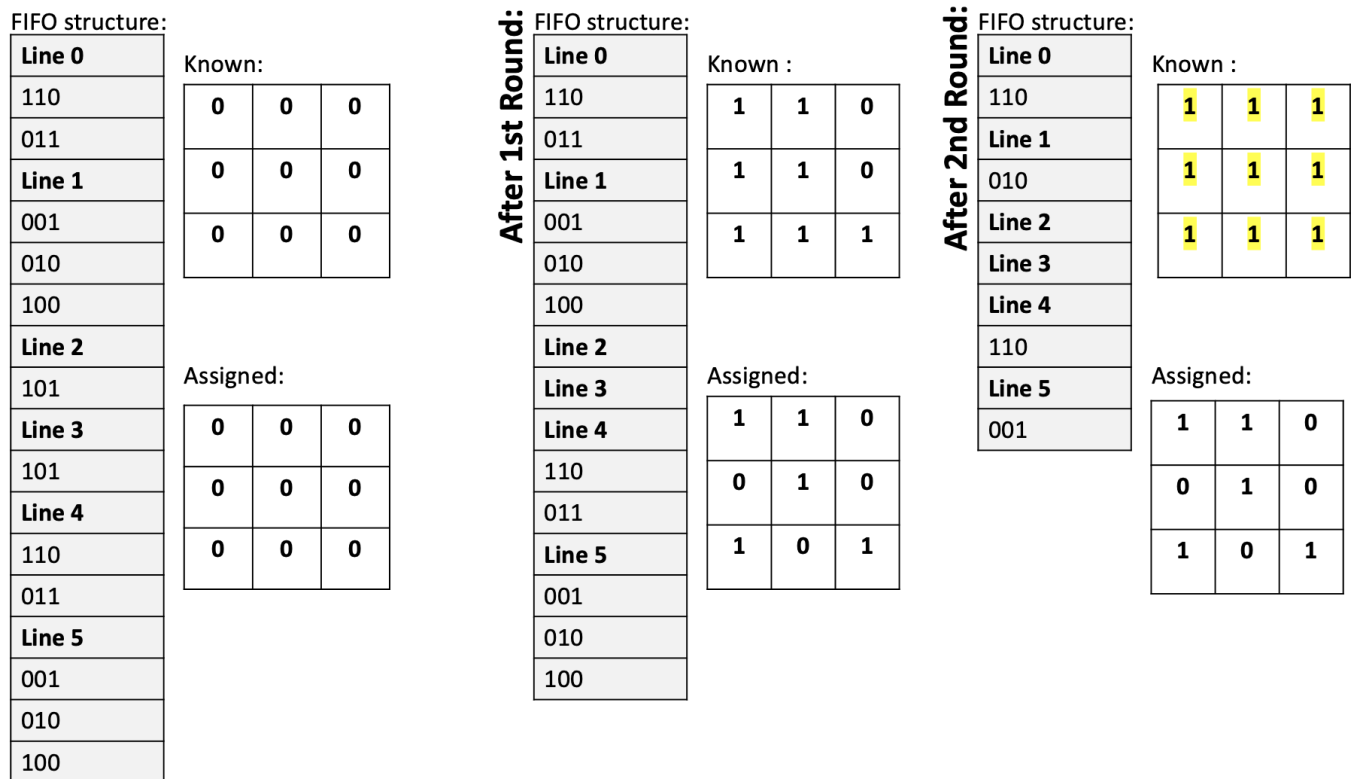 FIFO structure:
Line 0
110
011
Line 1
001
010
100
Line 2
101
Line 3
101
Line 4
110
011
Line 5
001
010
100
Known:
0 0 0
0 0 0
0 0 0
Assigned:
0 0 0
0 0 0
0 0 0
After 1st Round:
FIFO structure:
Line 0
110
011
Line 1
001
010
100
Line 2
Line 3
Line 4
110
011
Line 5
001
010
100
Known :
1 1 0
1 1 0
1 1 1
Assigned:
1 1 0
0 1 0
1 0 1
After 2nd Round:
FIFO structure:
Line 0
110
Line 1
010
Line 2
Line 3
Line 4
110
Line 5
001
Known :
1 1 1
1 1 1
1 1 1
Assigned:
1 1 0
0 1 0
1 0 1